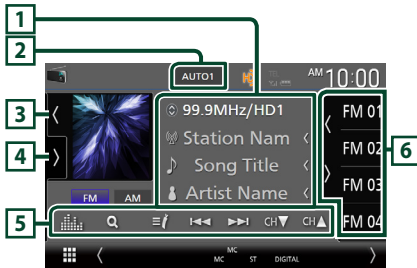 1
2
AUTO1
AM 10:00
3
99.9MHz/HD1
FM 01
4
Station Nam
FM 02
6
Song Title
FM 03
FM
AM
Artist Name
5
CH▼
CH▲
FM 04
MC
MC
ST
DIGITAL